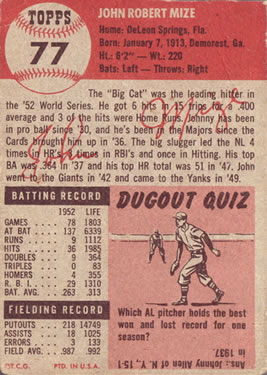 TOPPS
77
JOHN ROBERT MIZE
Home: DeLeon Springs, Fla.
Born: January 7, 1913, Demorest, Ga.
Ht.: 6'2" — Wt.: 220
Bats: Left - Throws: Right
The "Big Cat" was the leading hitter
in the '52 World Series. He got 6 hits for .400
average and 3 of the hits were Home Runs. Johnny has
been in pro ball since '30, and he's been in the Majors since the
Cards brought him up in '36. The big slugger led the NL 4
times in HR's 3 in RBI's and once in Hitting. His top
BA was .364 in '37 and his top HR total was 51 in '47. John
went to the Giants in '42 and came to the Yanks in '49.
John Mize
BATTING RECORD
1952 LIFE
GAMES 78 1803
AT BAT 137 6239
RUNS 9 1112
HITS 36 1985
DOUBLES 9 364
TRIPLES 0 83
HOMERS 4 355
R. B. I. 29 1310
BAT. AVG. .263 .313
FIELDING RECORD
PUTOUTS 218 14749
ASSISTS 18 1025
ERRORS 3 133
FIELD AVG. .987 .992
T.C.G. PTD. IN U.S.A.
DUGOUT QUIZ
Which AL pitcher holds the best
won and lost record for one
season?
Ans.: Johnny Allen of N. Y., 15-1
in 1937.